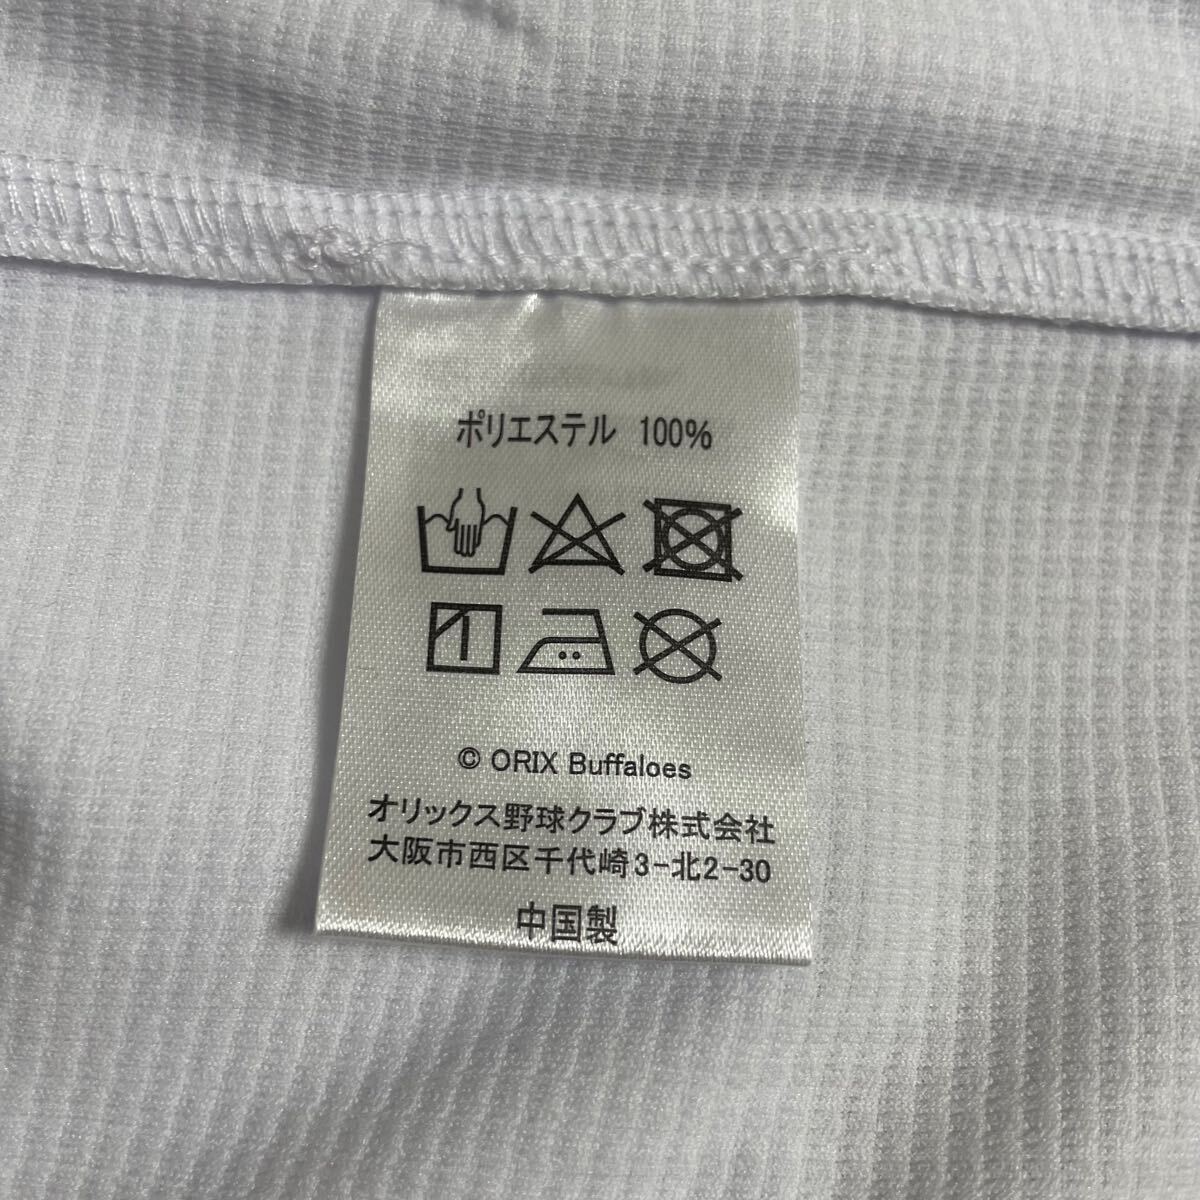 ポリエステル 100%
© ORIX Buffaloes
オリックス野球クラブ株式会社
大阪市西区千代崎3-北2-30
中国製